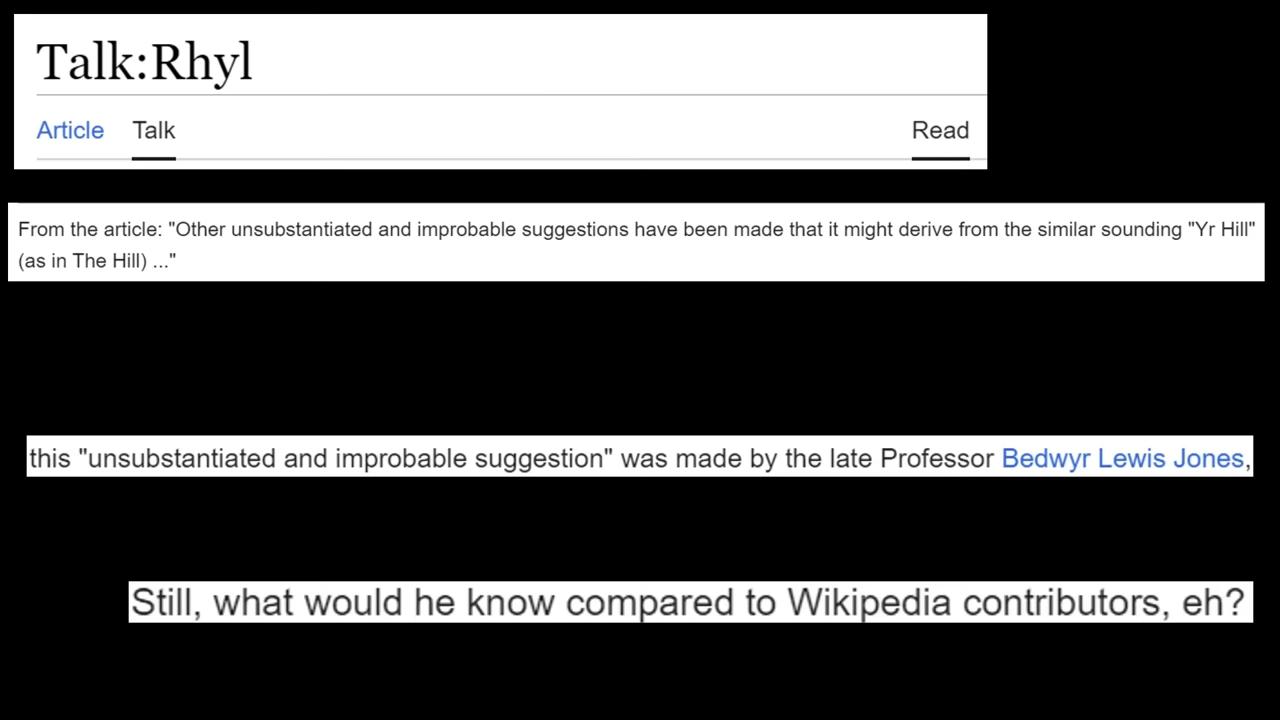 Talk:Rhyl
Article Talk Read
From the article: "Other unsubstantiated and improbable suggestions have been made that it might derive from the similar sounding "Yr Hill"
(as in The Hill) ..."
this "unsubstantiated and improbable suggestion" was made by the late Professor Bedwyr Lewis Jones,
Still, what would he know compared to Wikipedia contributors, eh?